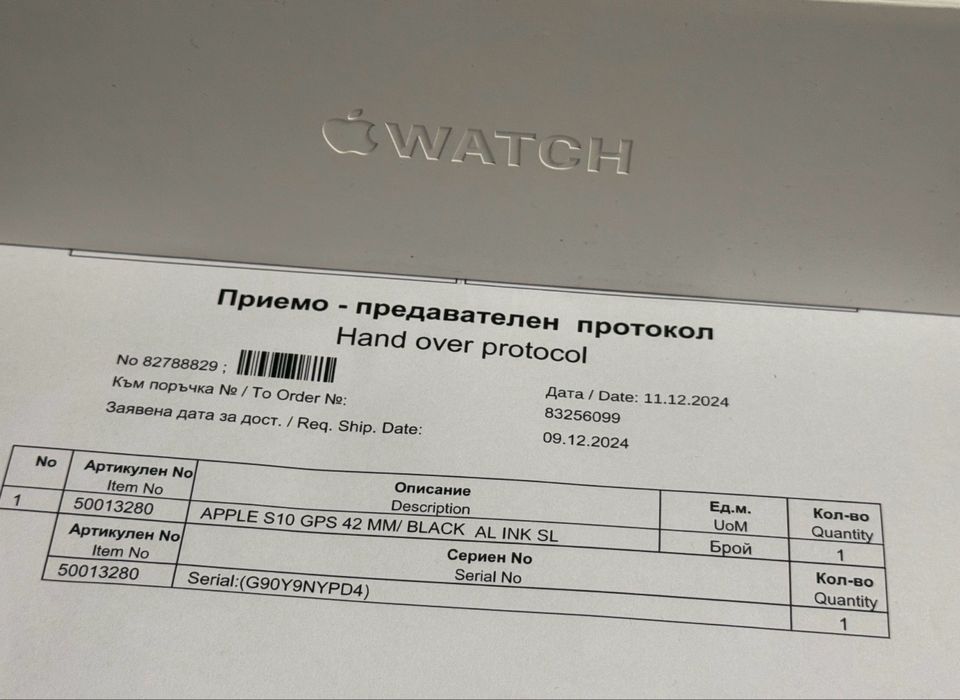 WATCH
Приемо - предавателен протокол
Hand over protocol
No 82788829 ;
Към поръчка № / To Order №:
Заявена дата за дост. / Req. Ship. Date:
Дата / Date: 11.12.2024
83256099
09.12.2024
No Артикулен No Описание Ед.м. Кол-во
Item No Description UoM Quantity
1 50013280 APPLE S10 GPS 42 MM/ BLACK AL INK SL Брой 1
Артикулен No Сериен No Кол-во
Item No Serial No Quantity
50013280 Serial:(G90Y9NYPD4) 1